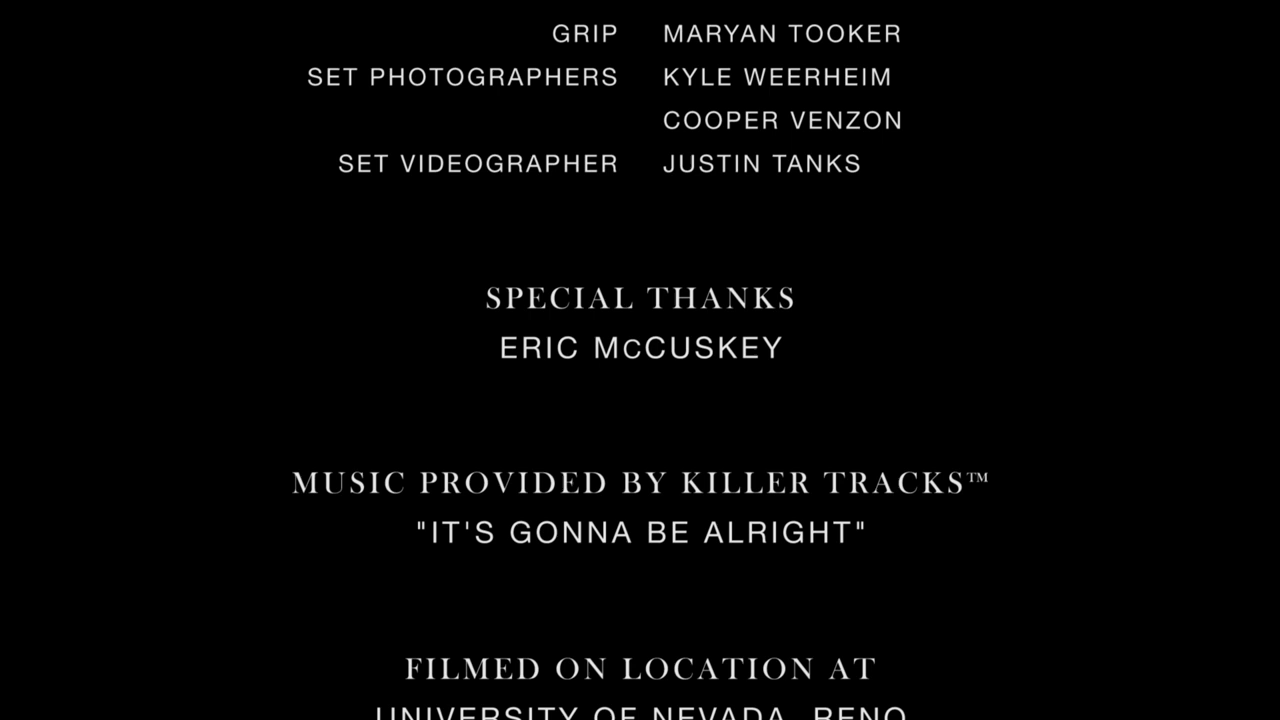 GRIP MARYAN TOOKER
SET PHOTOGRAPHERS KYLE WEERHEIM
COOPER VENZON
SET VIDEOGRAPHER JUSTIN TANKS
SPECIAL THANKS
ERIC McCUSKEY
MUSIC PROVIDED BY KILLER TRACKS™
"IT'S GONNA BE ALRIGHT"
FILMED ON LOCATION AT
UNIVERSITY OF NEVADA, RENO